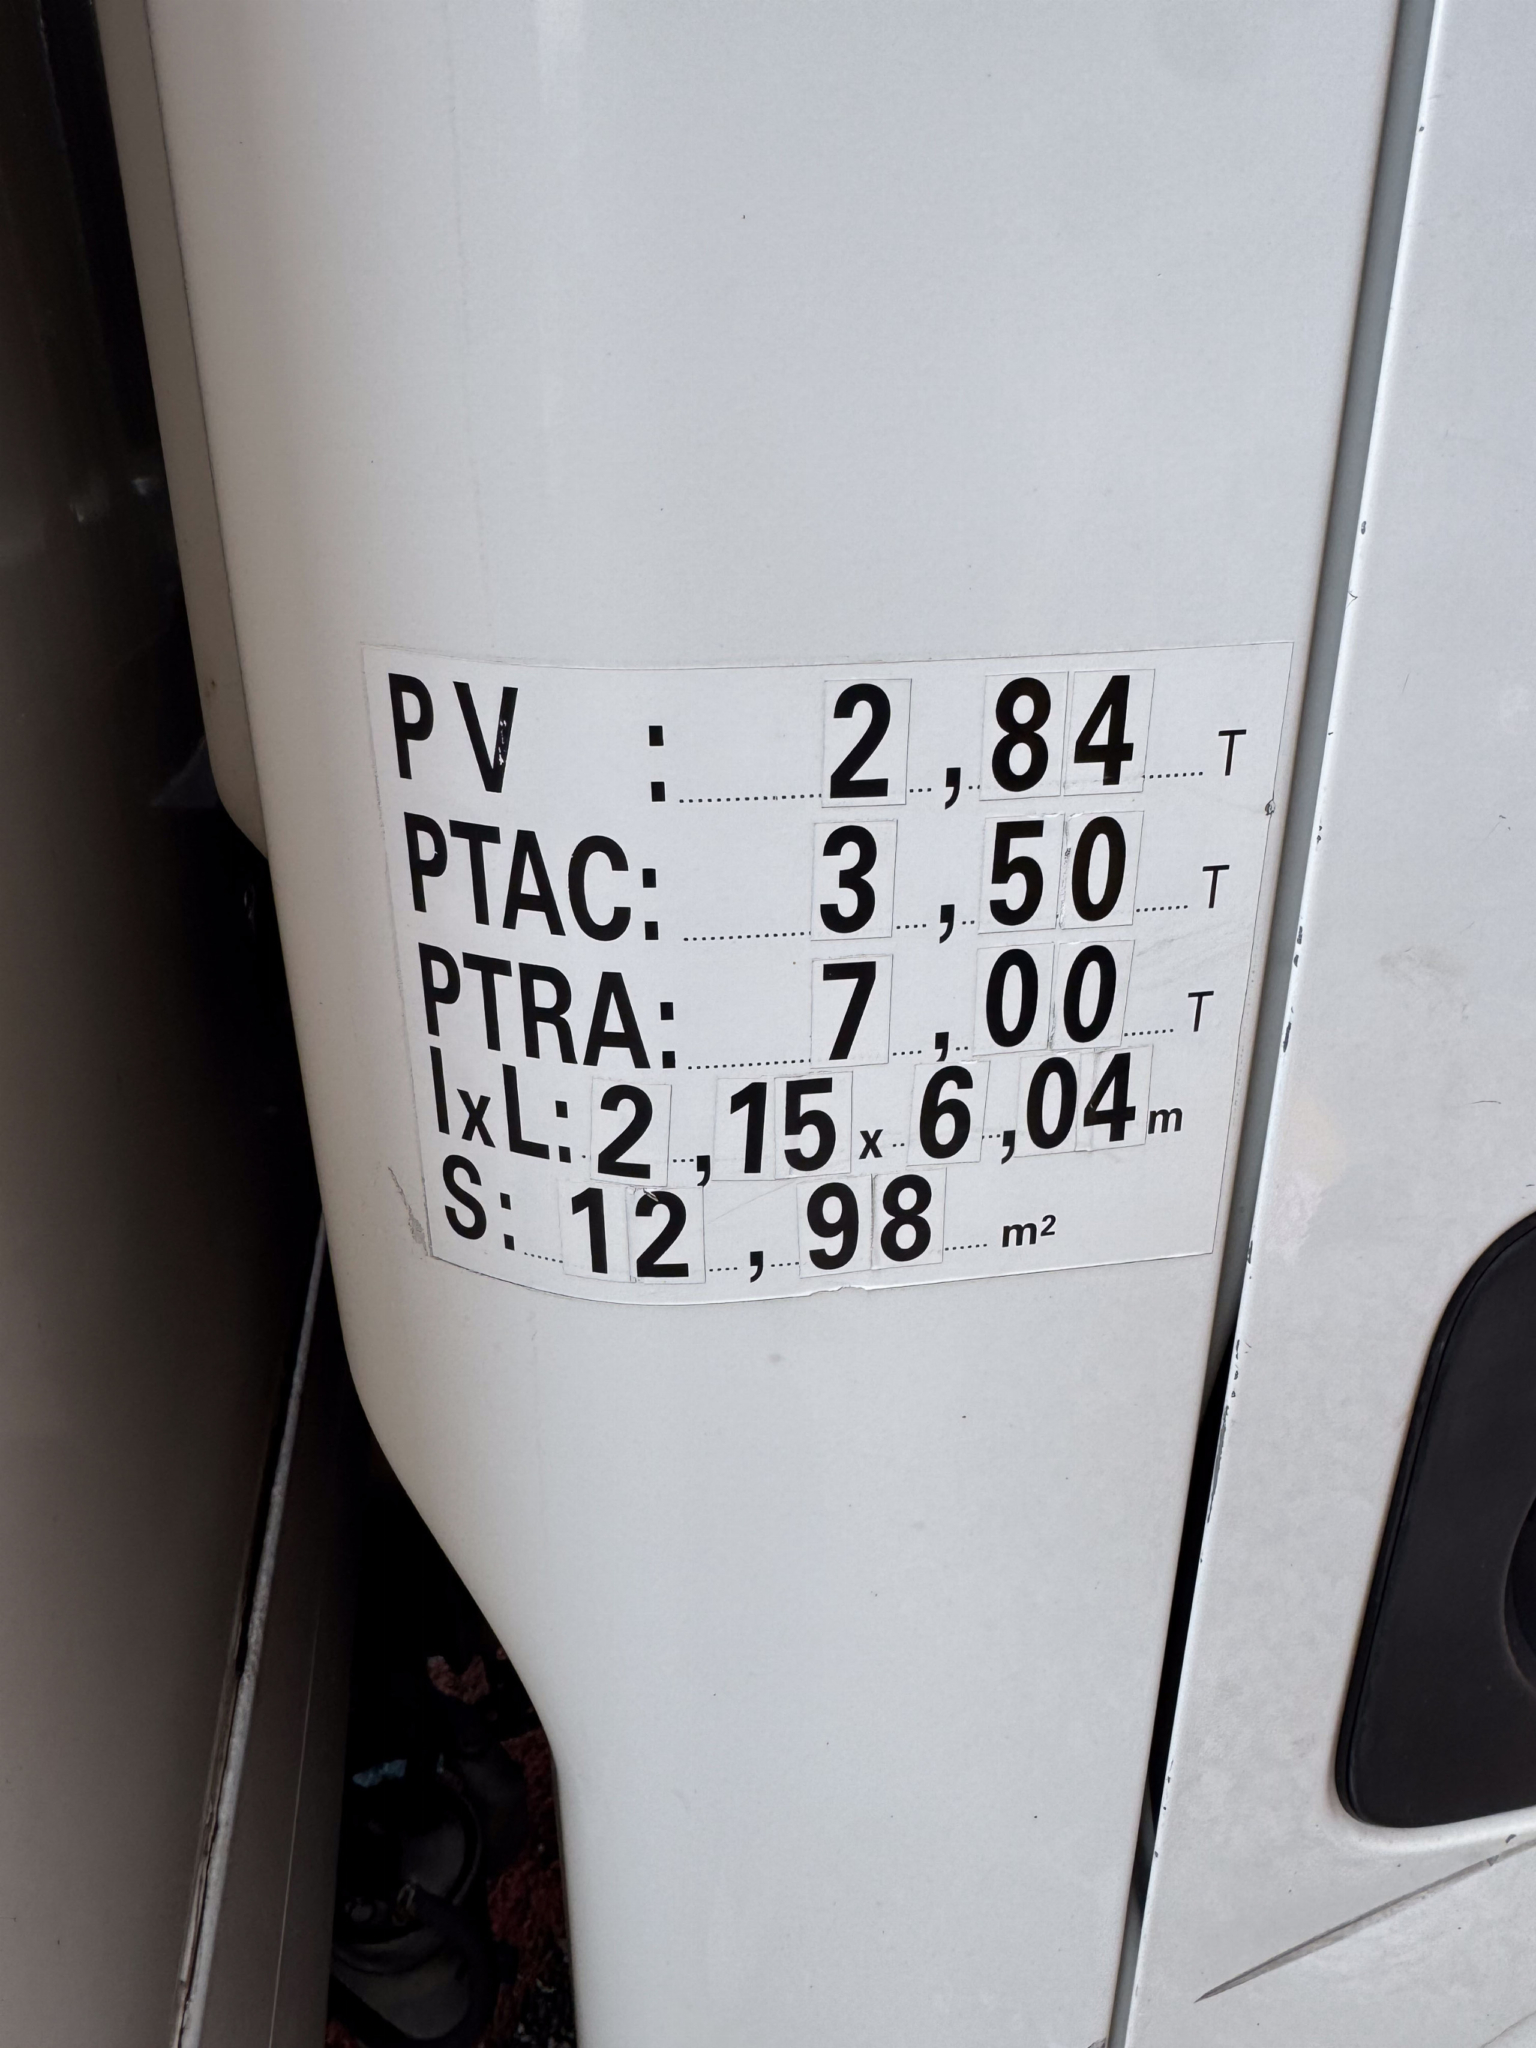 PV : 2,84 T
PTAC: 3,50 T
PTRA: 7,00 T
lxL: 2,15 x 6,04 m
S: 12,98 m²